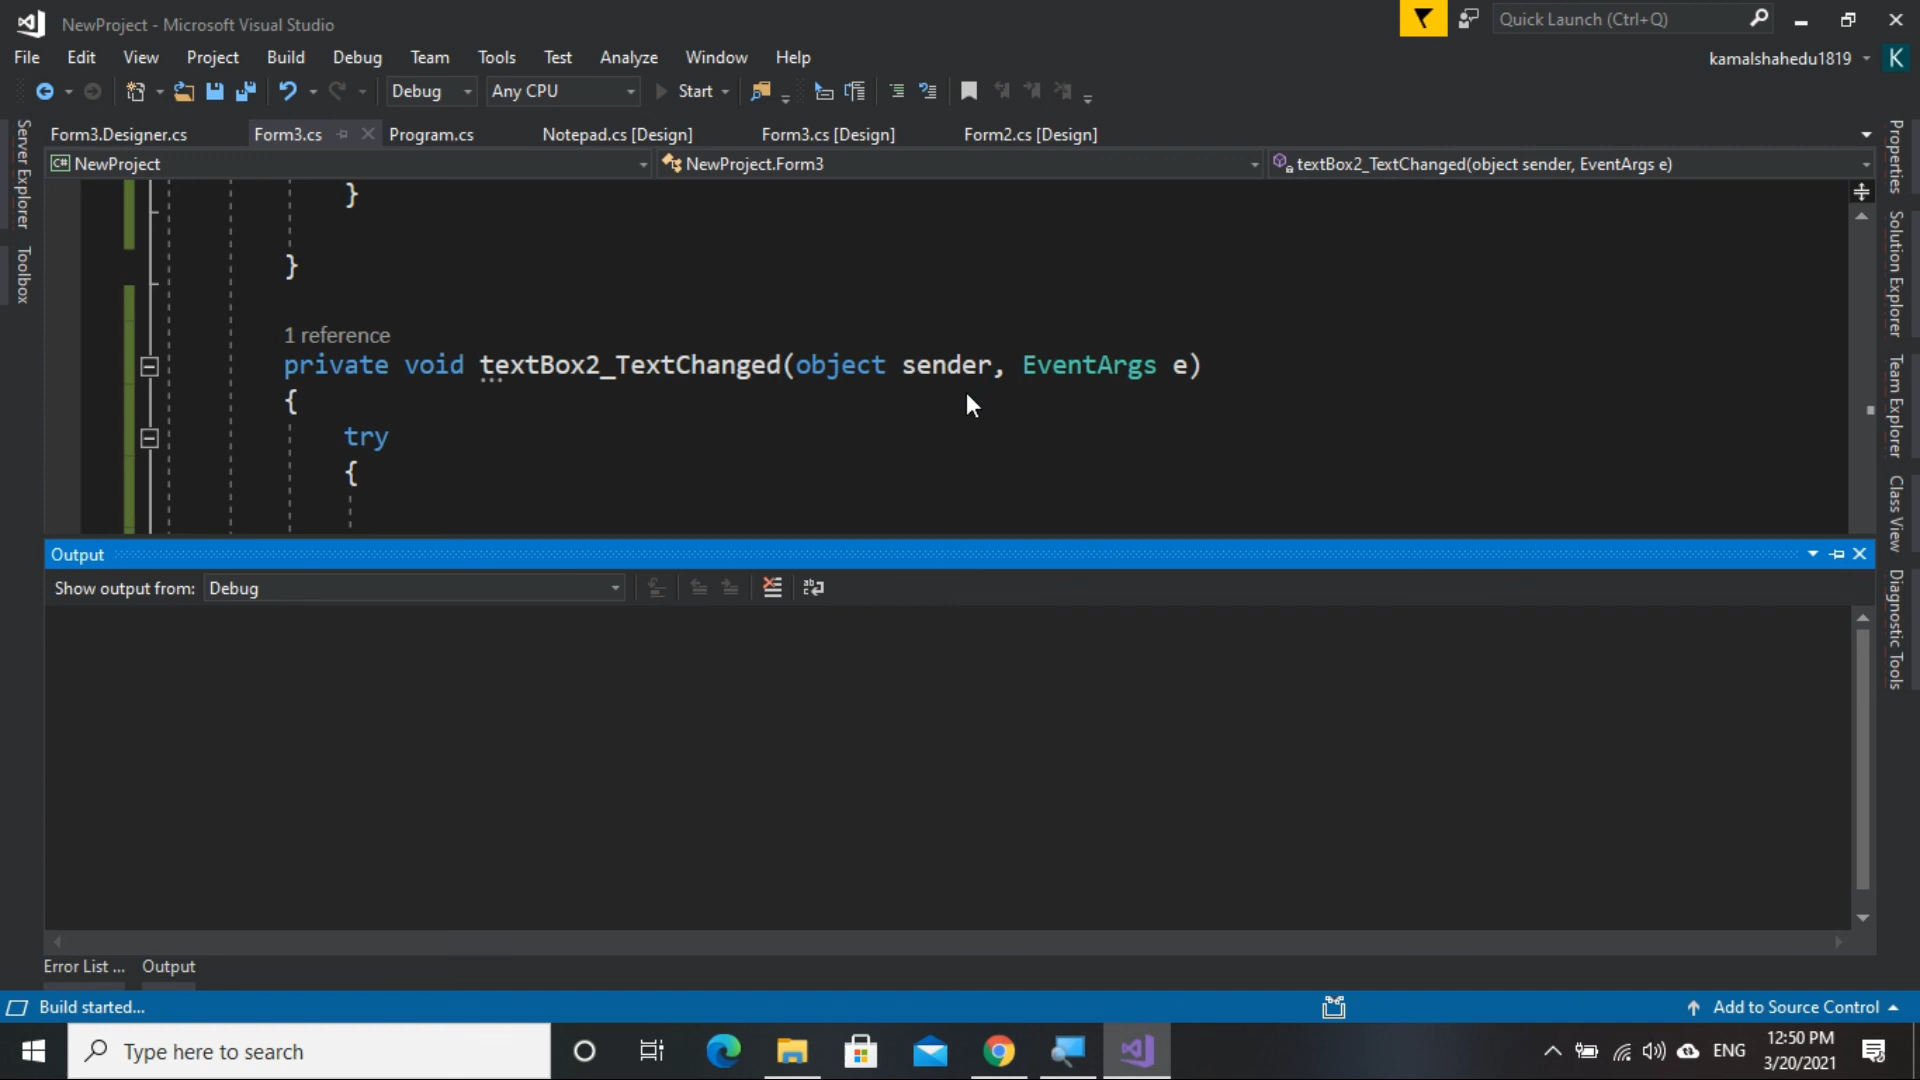 NewProject - Microsoft Visual Studio
Quick Launch (Ctrl+Q)
File Edit View Project Build Debug Team Tools Test Analyze Window Help
kamalshahedu1819 K
Debug Any CPU Start
Form3.Designer.cs Form3.cs Program.cs Notepad.cs [Design] Form3.cs [Design] Form2.cs [Design]
C# NewProject NewProject.Form3 textBox2_TextChanged(object sender, EventArgs e)
Server Explorer
Toolbox
Properties
Solution Explorer
Team Explorer
Class View
Diagnostic Tools
}
}
1 reference
private void textBox2_TextChanged(object sender, EventArgs e)
{
try
{
Output
Show output from: Debug
Error List ... Output
Build started...
Add to Source Control
Type here to search
ENG
12:50 PM
3/20/2021